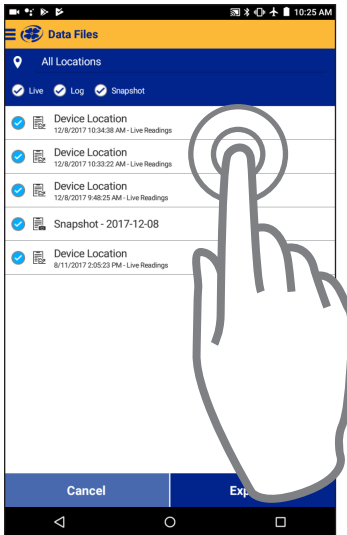 10:25 AM
Data Files
All Locations
Live Log Snapshot
Device Location
12/8/2017 10:34:38 AM - Live Readings
Device Location
12/8/2017 10:33:22 AM - Live Readings
Device Location
12/8/2017 9:48:25 AM - Live Readings
Snapshot - 2017-12-08
Device Location
8/11/2017 2:05:23 PM - Live Readings
Cancel Exp